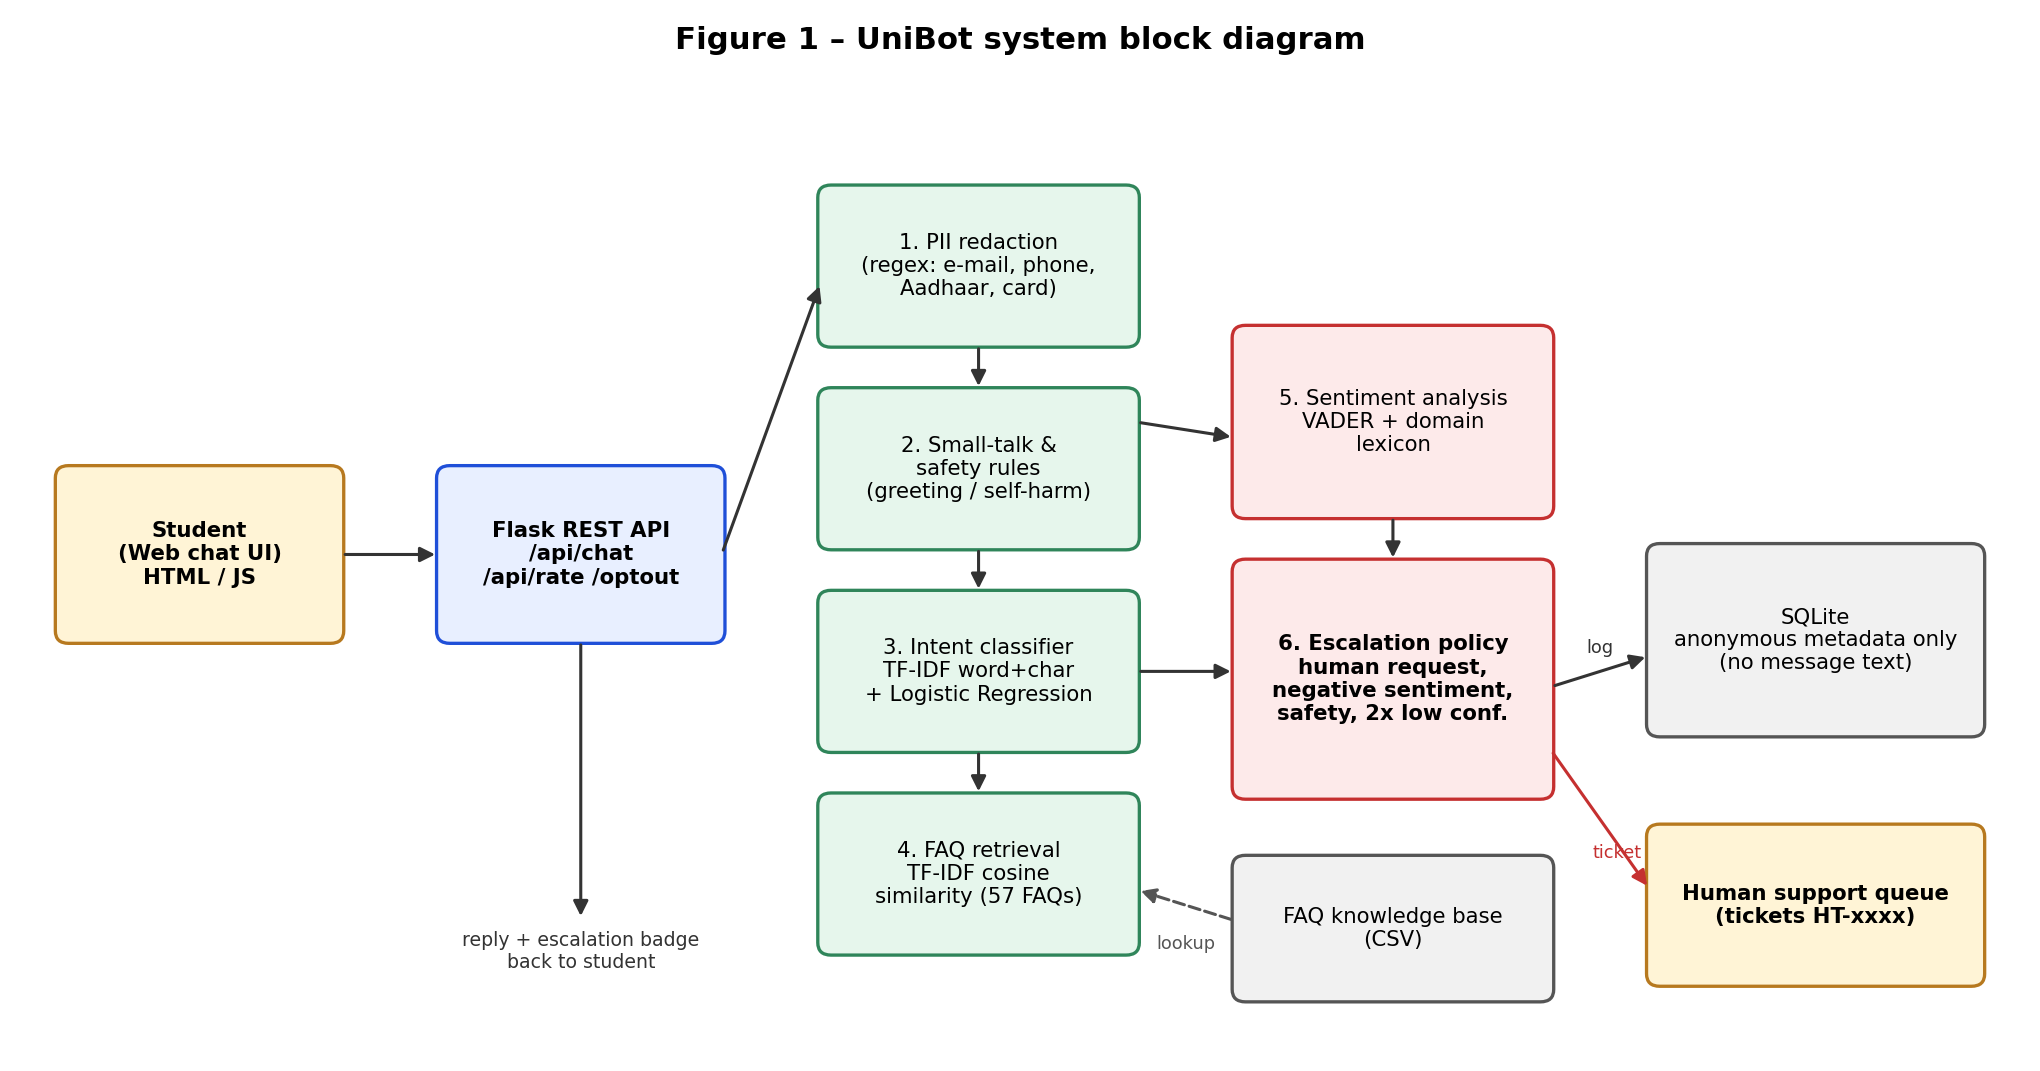 Figure 1 – UniBot system block diagram
Student
(Web chat UI)
HTML / JS
Flask REST API
/api/chat
/api/rate /optout
reply + escalation badge
back to student
1. PII redaction
(regex: e-mail, phone,
Aadhaar, card)
2. Small-talk &
safety rules
(greeting / self-harm)
3. Intent classifier
TF-IDF word+char
+ Logistic Regression
4. FAQ retrieval
TF-IDF cosine
similarity (57 FAQs)
5. Sentiment analysis
VADER + domain
lexicon
6. Escalation policy
human request,
negative sentiment,
safety, 2x low conf.
lookup
FAQ knowledge base
(CSV)
log
SQLite
anonymous metadata only
(no message text)
ticket
Human support queue
(tickets HT-xxxx)